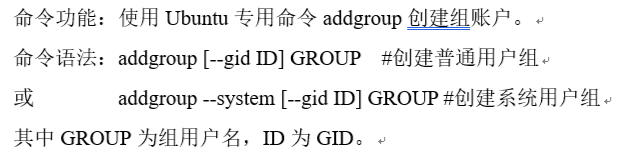 命令功能：使用 Ubuntu 专用命令 addgroup 创建组账户。
命令语法：addgroup [--gid ID] GROUP    #创建普通用户组
或    addgroup --system [--gid ID] GROUP #创建系统用户组
其中 GROUP 为组用户名，ID 为 GID。